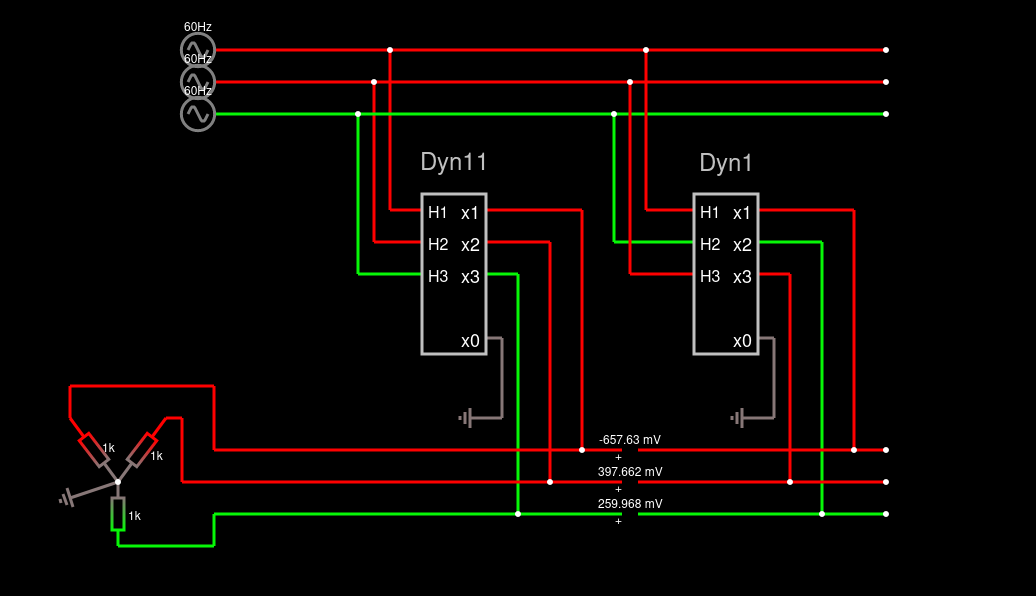 60Hz
60Hz
60Hz
Dyn11
Dyn1
H1 x1
H2 x2
H3 x3
x0
H1 x1
H2 x2
H3 x3
x0
-657.63 mV
+
397.662 mV
+
259.968 mV
+
1k
1k
1k